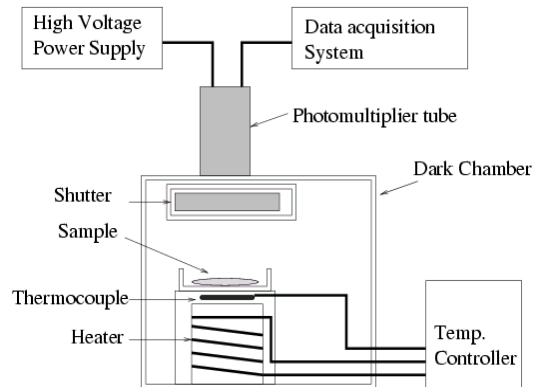 High Voltage
Power Supply
Data acquisition
System
Photomultiplier tube
Dark Chamber
Shutter
Sample
Thermocouple
Heater
Temp.
Controller